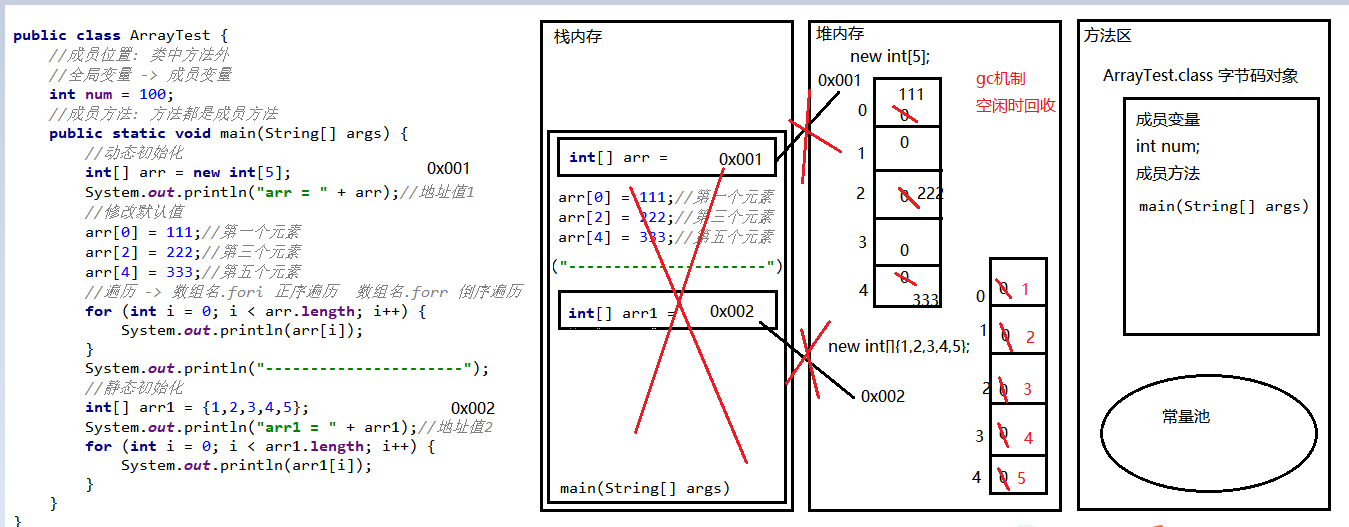 public class ArrayTest {
//成员位置: 类中方法外
//全局变量 -> 成员变量
int num = 100;
//成员方法: 方法都是成员方法
public static void main(String[] args) {
//动态初始化
int[] arr = new int[5];
0x001
System.out.println("arr = " + arr);//地址值1
//修改默认值
arr[0] = 111;//第一个元素
arr[2] = 222;//第三个元素
arr[4] = 333;//第五个元素
//遍历 -> 数组名.fori 正序遍历  数组名.forr 倒序遍历
for (int i = 0; i < arr.length; i++) {
System.out.println(arr[i]);
}
System.out.println("----------------------");
//静态初始化
int[] arr1 = {1,2,3,4,5};
0x002
System.out.println("arr1 = " + arr1);//地址值2
for (int i = 0; i < arr1.length; i++) {
System.out.println(arr1[i]);
}
}
}
栈内存
int[] arr =
0x001
arr[0] = 111;//第一个元素
arr[2] = 222;//第三个元素
arr[4] = 333;//第五个元素
("----------------------")
int[] arr1 =
0x002
main(String[] args)
堆内存
new int[5];
0x001
gc机制
空闲时回收
0
111
0
1
0
2
0
222
3
0
4
0
333
new int[]{1,2,3,4,5};
0x002
0
0
1
1
0
2
2
0
3
3
0
4
4
0
5
方法区
ArrayTest.class 字节码对象
成员变量
int num;
成员方法
main(String[] args)
常量池